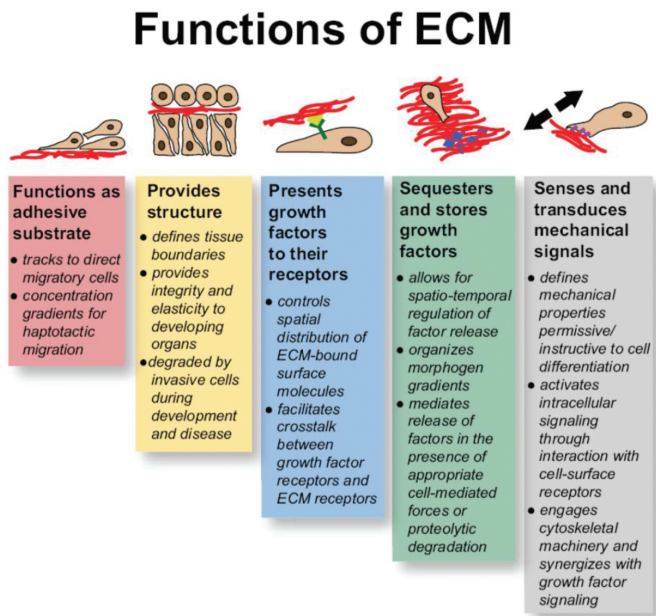 Functions of ECM
Functions as
adhesive
substrate
● tracks to direct
migratory cells
● concentration
gradients for
haptotactic
migration
Provides
structure
● defines tissue
boundaries
● provides
integrity and
elasticity to
developing
organs
● degraded by
invasive cells
during
development
and disease
Presents
growth
factors
to their
receptors
● controls
spatial
distribution of
ECM-bound
surface
molecules
● facilitates
crosstalk
between
growth factor
receptors and
ECM receptors
Sequesters
and stores
growth
factors
● allows for
spatio-temporal
regulation of
factor release
● organizes
morphogen
gradients
● mediates
release of
factors in the
presence of
appropriate
cell-mediated
forces or
proteolytic
degradation
Senses and
transduces
mechanical
signals
● defines
mechanical
properties
permissive/
instructive to cell
differentiation
● activates
intracellular
signaling
through
interaction with
cell-surface
receptors
● engages
cytoskeletal
machinery and
synergizes with
growth factor
signaling